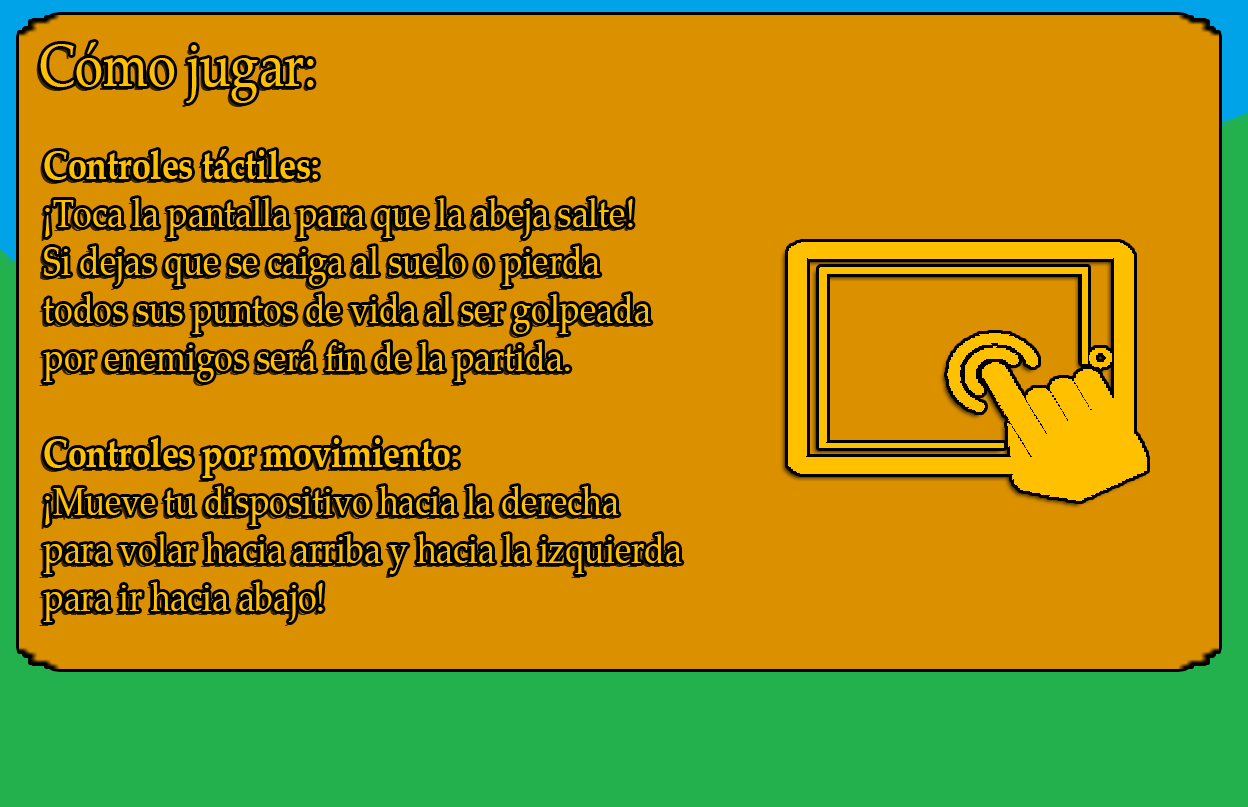 Cómo jugar:
Controles táctiles:
¡Toca la pantalla para que la abeja salte!
Si dejas que se caiga al suelo o pierda
todos sus puntos de vida al ser golpeada
por enemigos será fin de la partida.
Controles por movimiento:
¡Mueve tu dispositivo hacia la derecha
para volar hacia arriba y hacia la izquierda
para ir hacia abajo!